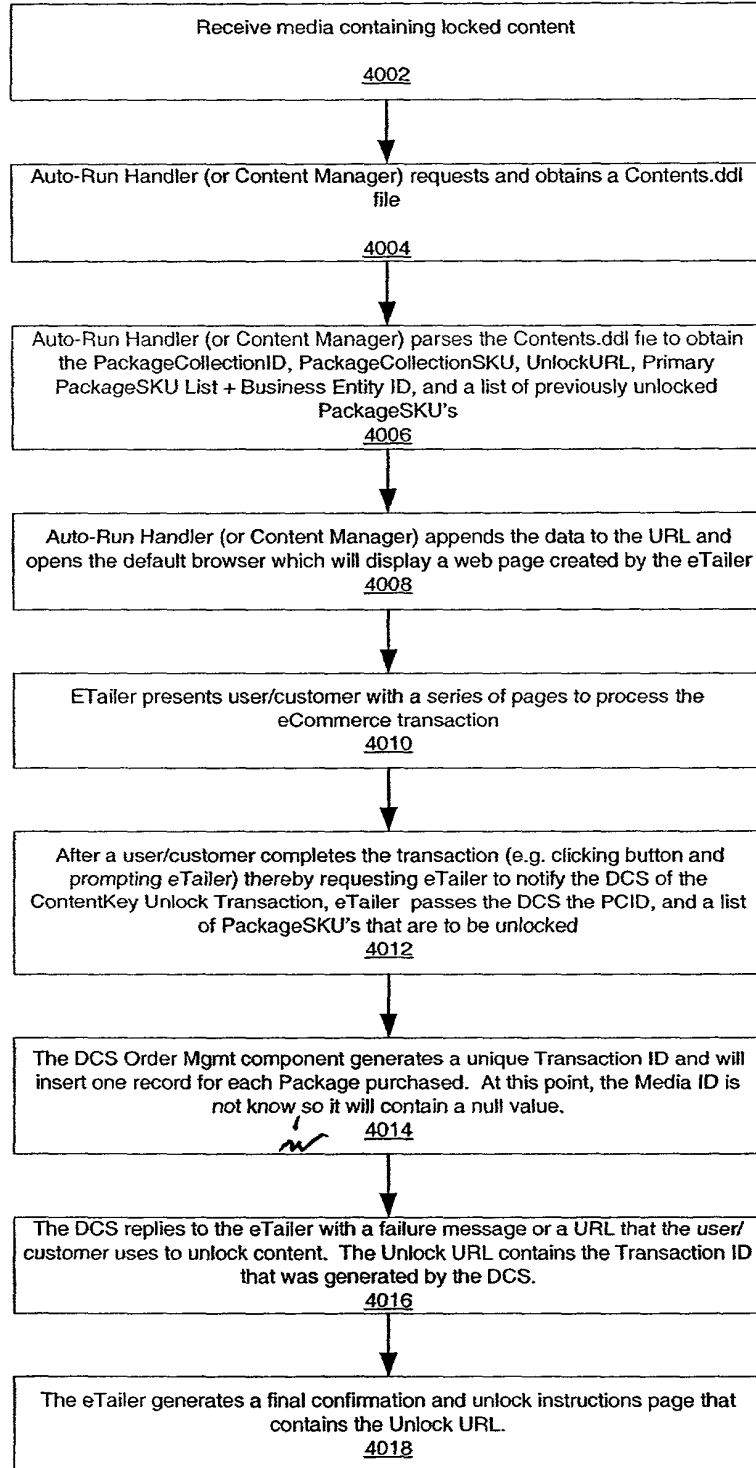 Receive media containing locked content
4002
Auto-Run Handler (or Content Manager) requests and obtains a Contents.ddl
file
4004
Auto-Run Handler (or Content Manager) parses the Contents.ddl fie to obtain
the PackageCollectionID, PackageCollectionSKU, UnlockURL, Primary
PackageSKU List + Business Entity ID, and a list of previously unlocked
PackageSKU's
4006
Auto-Run Handler (or Content Manager) appends the data to the URL and
opens the default browser which will display a web page created by the eTailer
4008
ETailer presents user/customer with a series of pages to process the
eCommerce transaction
4010
After a user/customer completes the transaction (e.g. clicking button and
prompting eTailer) thereby requesting eTailer to notify the DCS of the
ContentKey Unlock Transaction, eTailer passes the DCS the PCID, and a list
of PackageSKU's that are to be unlocked
4012
The DCS Order Mgmt component generates a unique Transaction ID and will
insert one record for each Package purchased. At this point, the Media ID is
not know so it will contain a null value.
4014
The DCS replies to the eTailer with a failure message or a URL that the user/
customer uses to unlock content. The Unlock URL contains the Transaction ID
that was generated by the DCS.
4016
The eTailer generates a final confirmation and unlock instructions page that
contains the Unlock URL.
4018